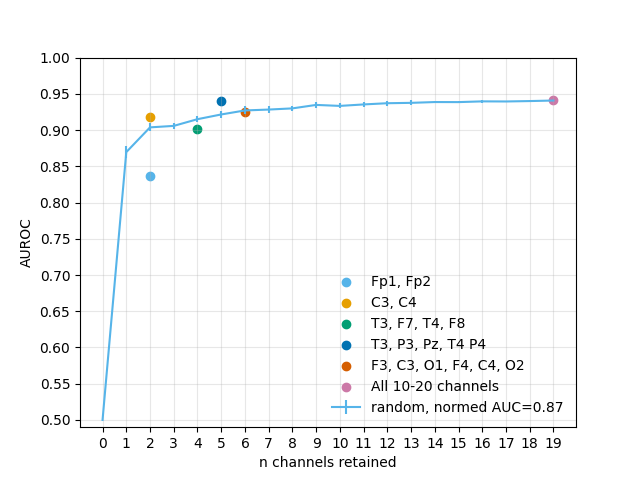 1.00
0.95
0.90
0.85
0.80
0.75
0.70
0.65
0.60
0.55
0.50
AUROC
Fp1, Fp2
C3, C4
T3, F7, T4, F8
T3, P3, Pz, T4 P4
F3, C3, O1, F4, C4, O2
All 10-20 channels
random, normed AUC=0.87
0 1 2 3 4 5 6 7 8 9 10 11 12 13 14 15 16 17 18 19
n channels retained